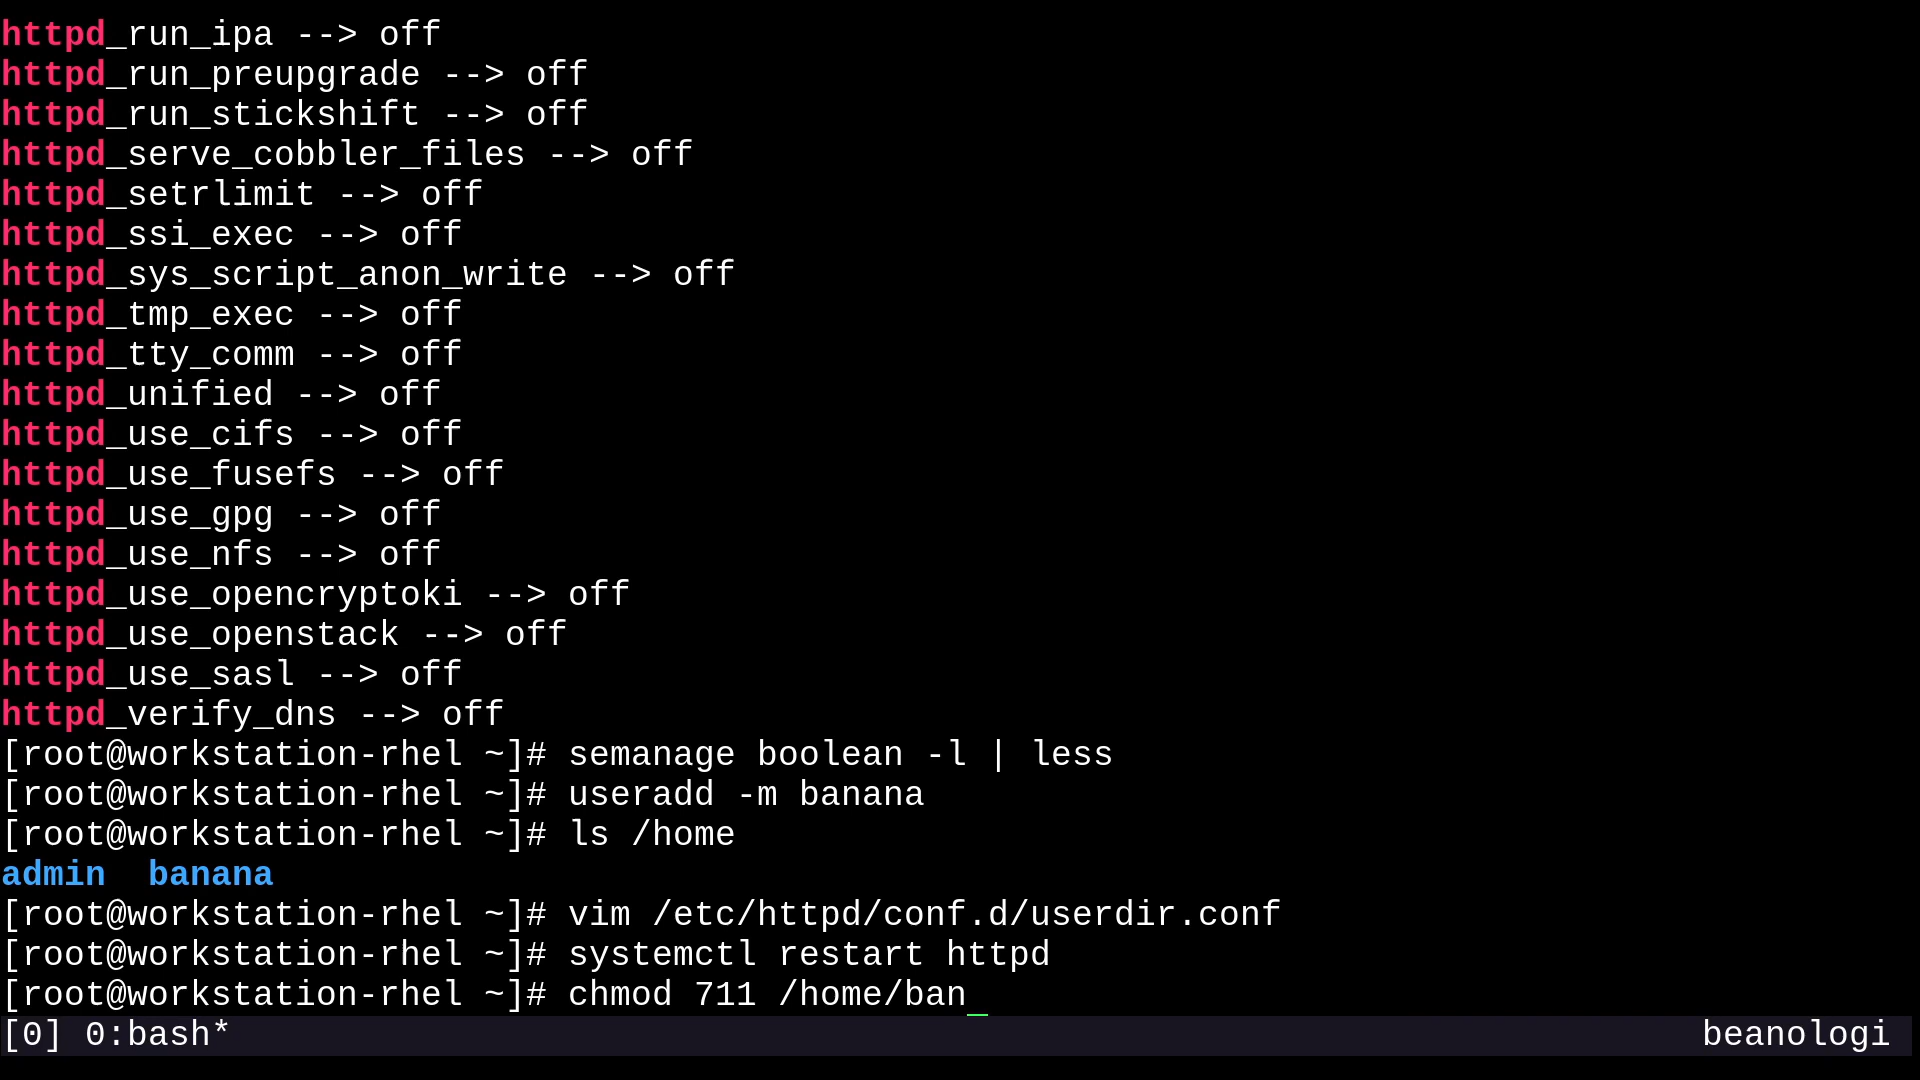 httpd_run_ipa --> off
httpd_run_preupgrade --> off
httpd_run_stickshift --> off
httpd_serve_cobbler_files --> off
httpd_setrlimit --> off
httpd_ssi_exec --> off
httpd_sys_script_anon_write --> off
httpd_tmp_exec --> off
httpd_tty_comm --> off
httpd_unified --> off
httpd_use_cifs --> off
httpd_use_fusefs --> off
httpd_use_gpg --> off
httpd_use_nfs --> off
httpd_use_opencryptoki --> off
httpd_use_openstack --> off
httpd_use_sasl --> off
httpd_verify_dns --> off
[root@workstation-rhel ~]# semanage boolean -l | less
[root@workstation-rhel ~]# useradd -m banana
[root@workstation-rhel ~]# ls /home
admin  banana
[root@workstation-rhel ~]# vim /etc/httpd/conf.d/userdir.conf
[root@workstation-rhel ~]# systemctl restart httpd
[root@workstation-rhel ~]# chmod 711 /home/ban
[0] 0:bash* beanologi